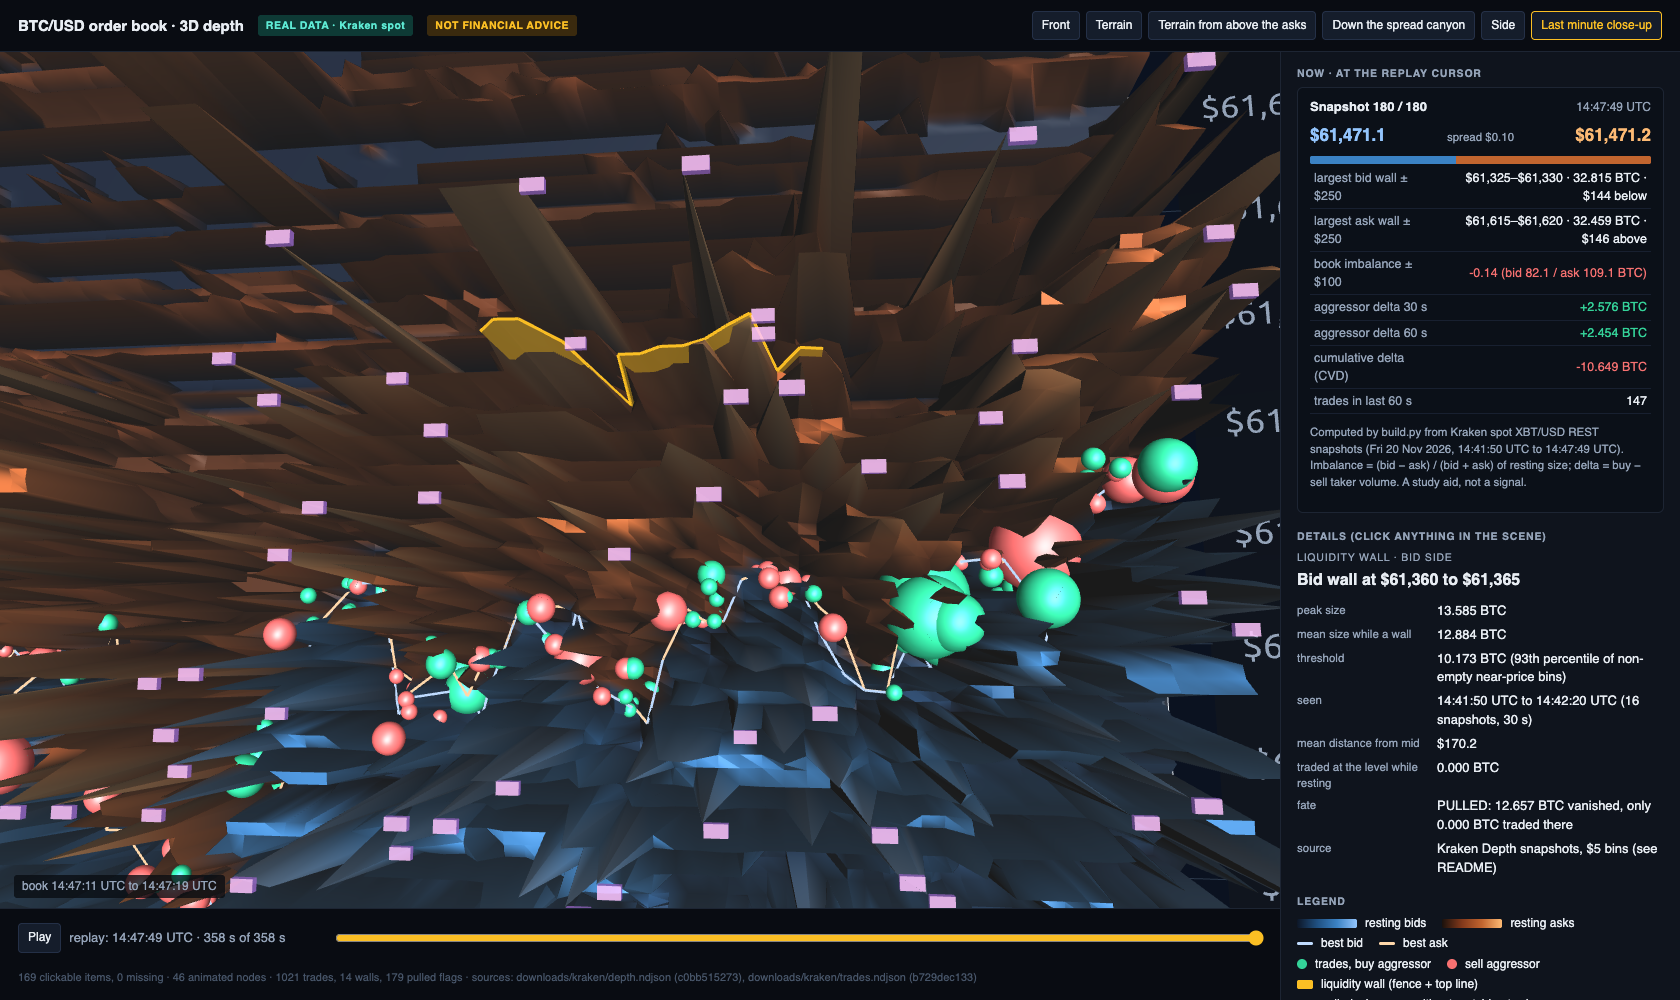 BTC/USD order book · 3D depth
REAL DATA · Kraken spot
NOT FINANCIAL ADVICE
Front
Terrain
Terrain from above the asks
Down the spread canyon
Side
Last minute close-up
book 14:47:11 UTC to 14:47:19 UTC
Play
replay: 14:47:49 UTC · 358 s of 358 s
169 clickable items, 0 missing · 46 animated nodes · 1021 trades, 14 walls, 179 pulled flags · sources: downloads/kraken/depth.ndjson (c0bb515273), downloads/kraken/trades.ndjson (b729dec133)
NOW · AT THE REPLAY CURSOR
Snapshot 180 / 180
14:47:49 UTC
$61,471.1
spread $0.10
$61,471.2
largest bid wall ±
$250
$61,325–$61,330 · 32.815 BTC ·
$144 below
largest ask wall ±
$250
$61,615–$61,620 · 32.459 BTC ·
$146 above
book imbalance ±
$100
-0.14 (bid 82.1 / ask 109.1 BTC)
aggressor delta 30 s
+2.576 BTC
aggressor delta 60 s
+2.454 BTC
cumulative delta
(CVD)
-10.649 BTC
trades in last 60 s
147
Computed by build.py from Kraken spot XBT/USD REST
snapshots (Fri 20 Nov 2026, 14:41:50 UTC to 14:47:49 UTC).
Imbalance = (bid − ask) / (bid + ask) of resting size; delta = buy −
sell taker volume. A study aid, not a signal.
DETAILS (CLICK ANYTHING IN THE SCENE)
LIQUIDITY WALL · BID SIDE
Bid wall at $61,360 to $61,365
peak size
13.585 BTC
mean size while a wall
12.884 BTC
threshold
10.173 BTC (93th percentile of non-
empty near-price bins)
seen
14:41:50 UTC to 14:42:20 UTC (16
snapshots, 30 s)
mean distance from mid
$170.2
traded at the level while
resting
0.000 BTC
fate
PULLED: 12.657 BTC vanished, only
0.000 BTC traded there
source
Kraken Depth snapshots, $5 bins (see
README)
LEGEND
resting bids
resting asks
best bid
best ask
trades, buy aggressor
sell aggressor
liquidity wall (fence + top line)